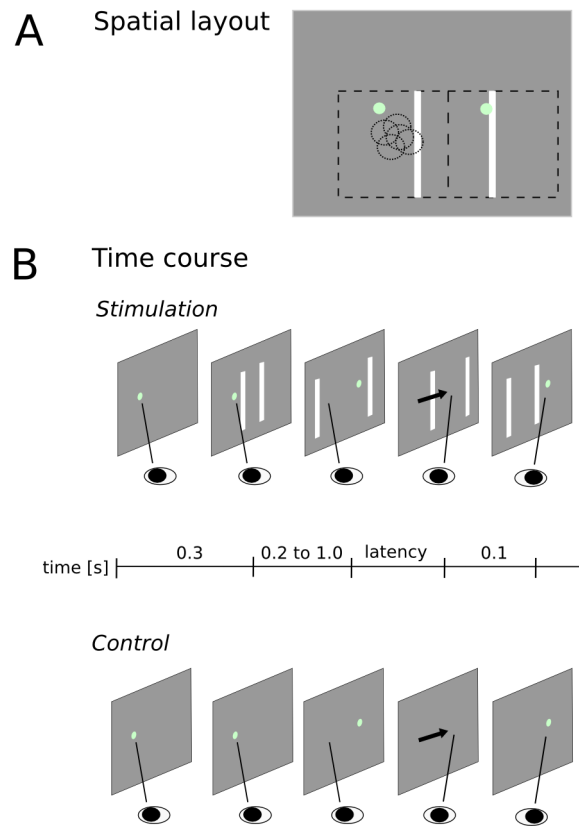 A
Spatial layout
B
Time course
Stimulation
time [s] 0.3 0.2 to 1.0 latency 0.1
Control